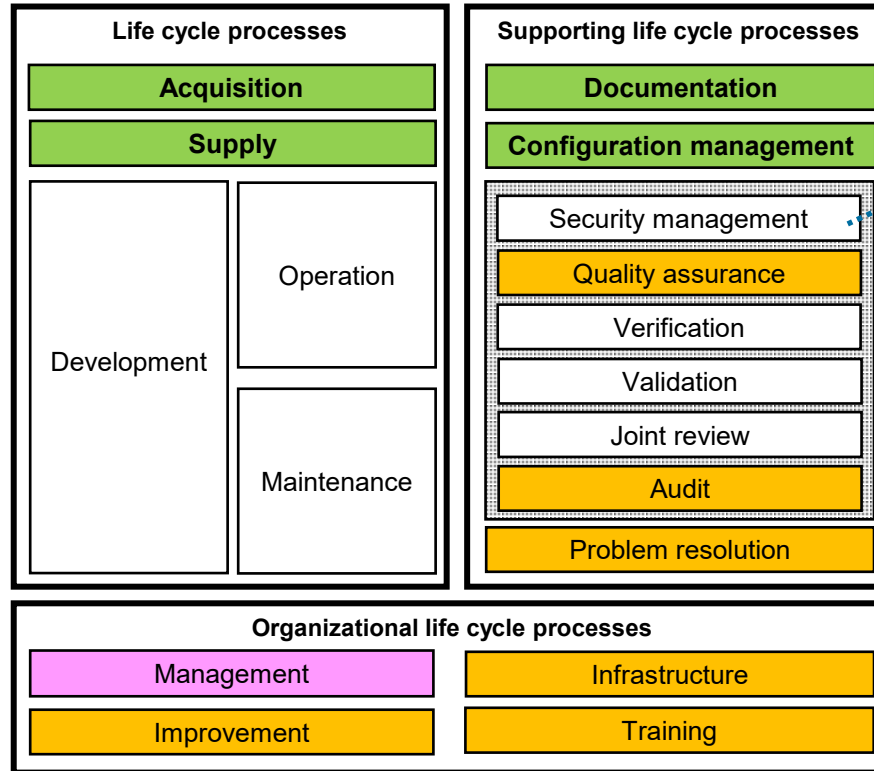 Life cycle processes
Acquisition
Supply
Development
Operation
Maintenance
Supporting life cycle processes
Documentation
Configuration management
Security management
Quality assurance
Verification
Validation
Joint review
Audit
Problem resolution
Organizational life cycle processes
Management
Infrastructure
Improvement
Training